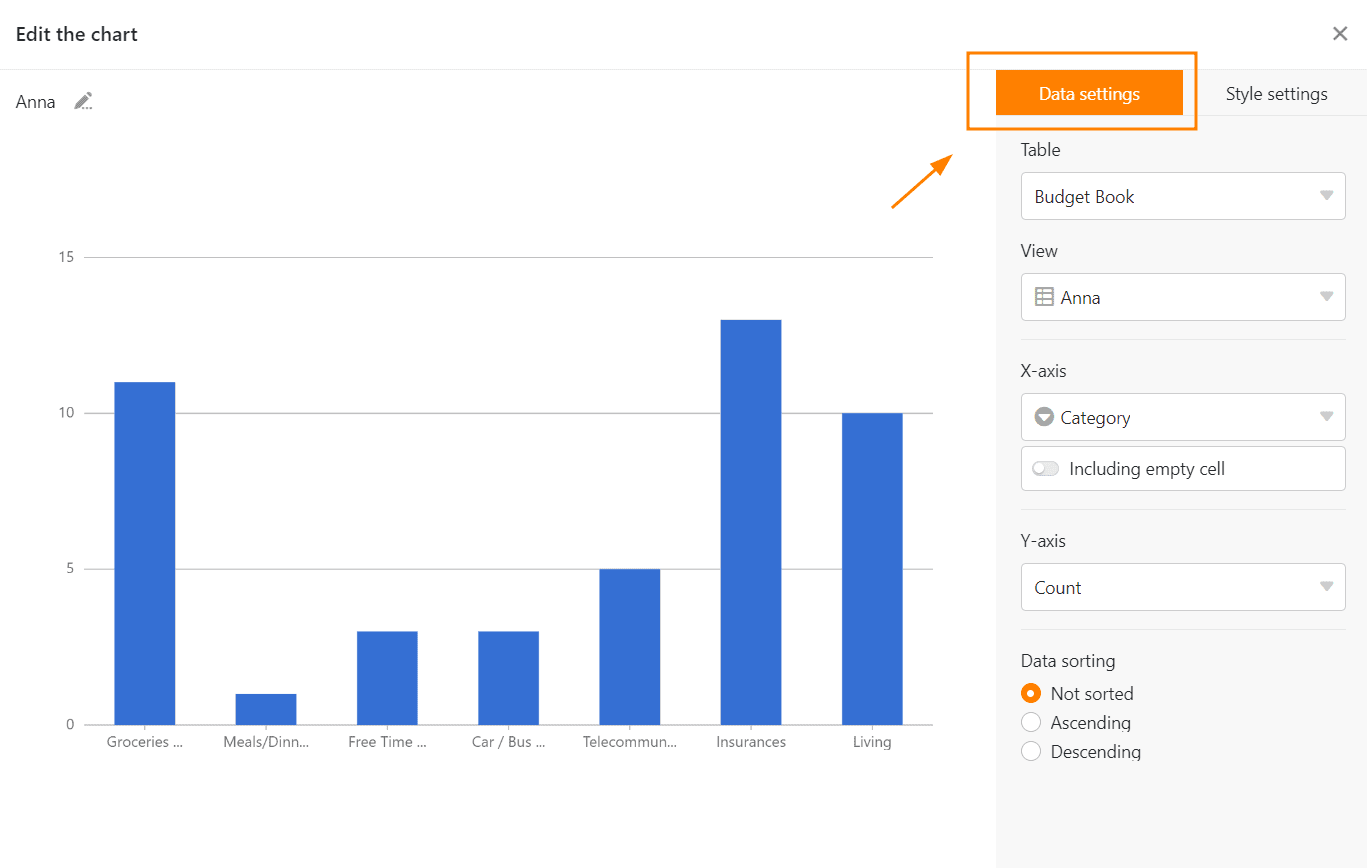 Edit the chart
Anna
Data settings
Style settings
Table
Budget Book
View
Anna
X-axis
Category
Including empty cell
Y-axis
Count
Data sorting
Not sorted
Ascending
Descending
15
10
5
0
Groceries ...
Meals/Dinn...
Free Time ...
Car / Bus ...
Telecommun...
Insurances
Living